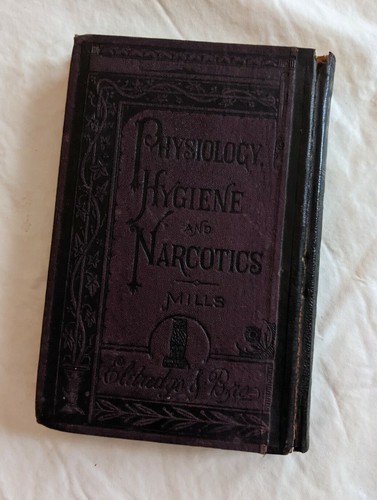 PHYSIOLOGY,
HYGIENE
AND
NARCOTICS
MILLS
Eldredge & Bro.